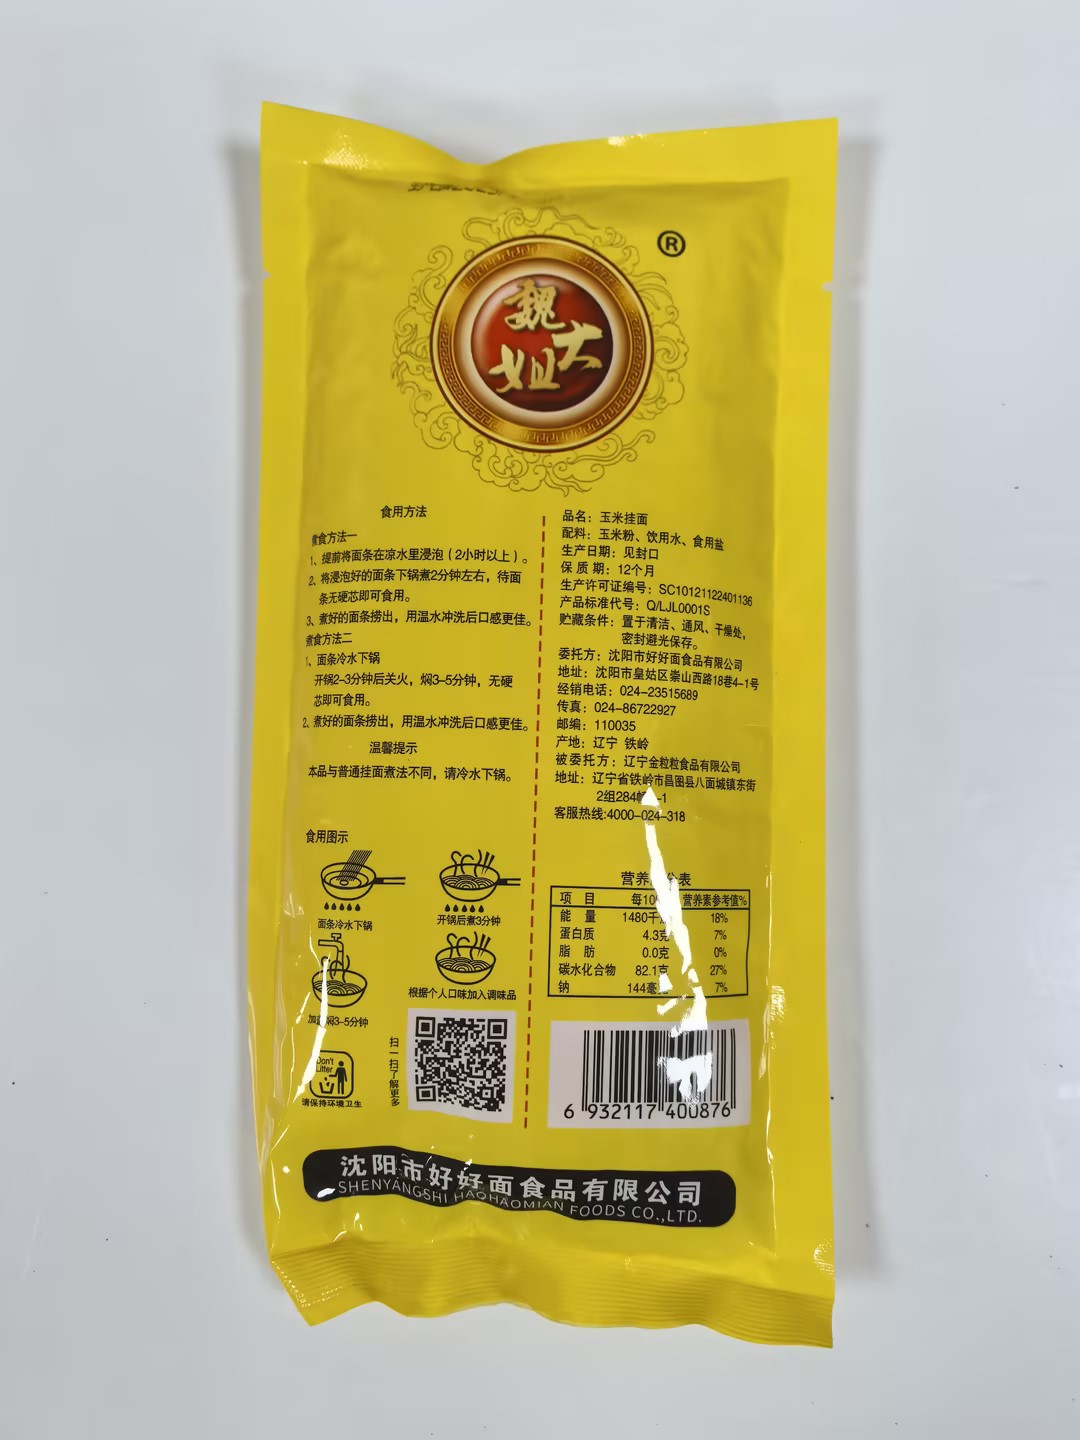 ®
魏
大
姐
食用方法
煮食方法一
1、提前将面条在凉水里浸泡（2小时以上）。
2、将浸泡好的面条下锅煮2分钟左右，待面
条无硬芯即可食用。
3、煮好的面条捞出，用温水冲洗后口感更佳。
煮食方法二
1、面条冷水下锅
开锅2-3分钟后关火，焖3-5分钟，无硬
芯即可食用。
2、煮好的面条捞出，用温水冲洗后口感更佳。
温馨提示
本品与普通挂面煮法不同，请冷水下锅。
食用图示
面条冷水下锅
开锅后煮3分钟
焖3-5分钟
根据个人口味加入调味品
Don't
Litter
请保持环境卫生
扫一扫了解更多
品名：玉米挂面
配料：玉米粉、饮用水、食用盐
生产日期：见封口
保质期：12个月
生产许可证编号：SC10121122401136
产品标准代号：Q/LJL0001S
贮藏条件：置于清洁、通风、干燥处，
密封避光保存。
委托方：沈阳市好好面食品有限公司
地址：沈阳市皇姑区崇山西路18巷4-1号
经销电话：024-23515689
传真：024-86722927
邮编：110035
产地：辽宁 铁岭
被委托方：辽宁金粒粒食品有限公司
地址：辽宁省铁岭市昌图县八面城镇东街
2组284 -1
客服热线:4000-024-318
营养 分表
项 目 每10 营养素参考值%
能 量 1480千 18%
蛋白质 4.3克 7%
脂 肪 0.0克 0%
碳水化合物 82.1克 27%
钠 144毫 7%
6 932117 400876
沈阳市好好面食品有限公司
SHENYANGSHI HAOHAOMIAN FOODS CO.,LTD.